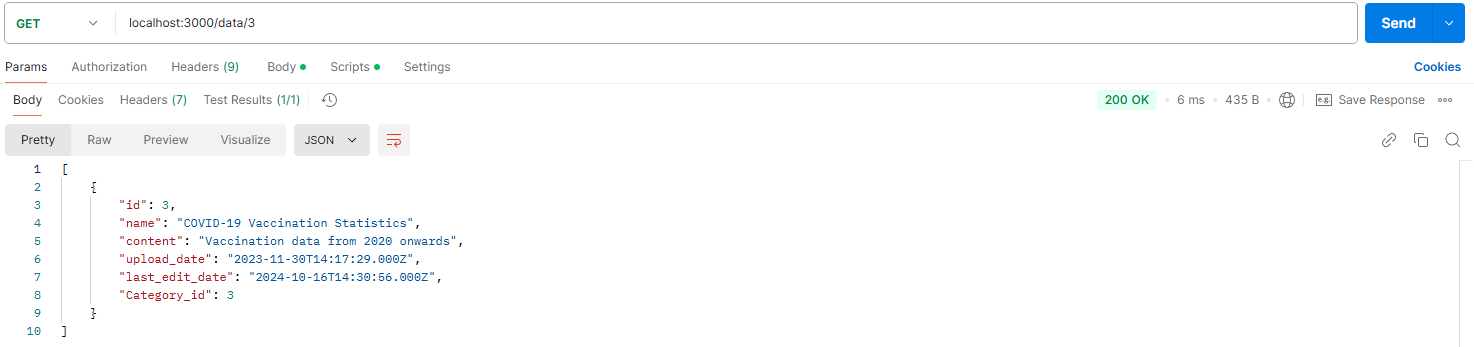 GET localhost:3000/data/3 Send
Params Authorization Headers (9) Body Scripts Settings Cookies
Body Cookies Headers (7) Test Results (1/1) 200 OK 6 ms 435 B e.g. Save Response
Pretty Raw Preview Visualize JSON
1 [
2 {
3 "id": 3,
4 "name": "COVID-19 Vaccination Statistics",
5 "content": "Vaccination data from 2020 onwards",
6 "upload_date": "2023-11-30T14:17:29.000Z",
7 "last_edit_date": "2024-10-16T14:30:56.000Z",
8 "Category_id": 3
9 }
10 ]